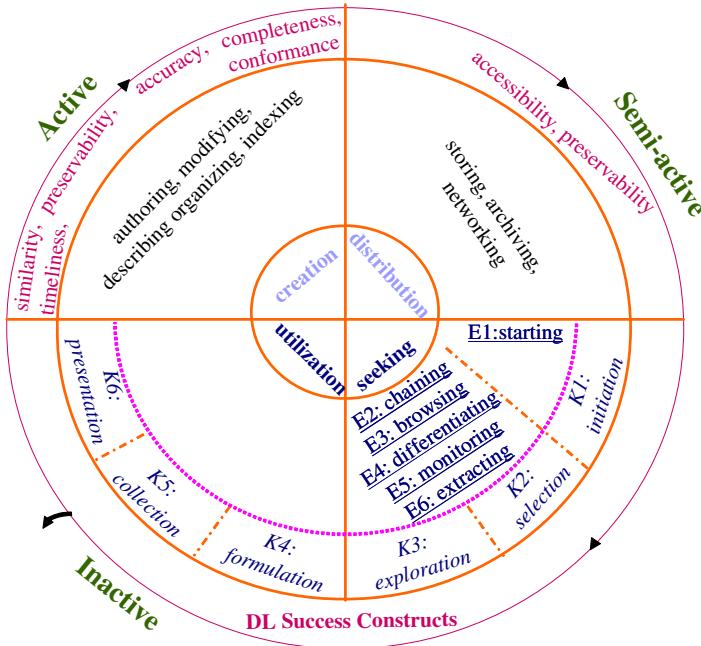 Active
similarity, preservability, accuracy, completeness,
timeliness, conformance
authoring, modifying,
describing organizing, indexing
creation
Semi-active
accessibility, preservability
storing, archiving,
networking
distribution
utilization
seeking
E1:starting
E2: chaining
E3: browsing
E4: differentiating
E5: monitoring
E6: extracting
K1:
initiation
K2:
selection
K3:
exploration
K4:
formulation
K5:
collection
K6:
presentation
Inactive
DL Success Constructs